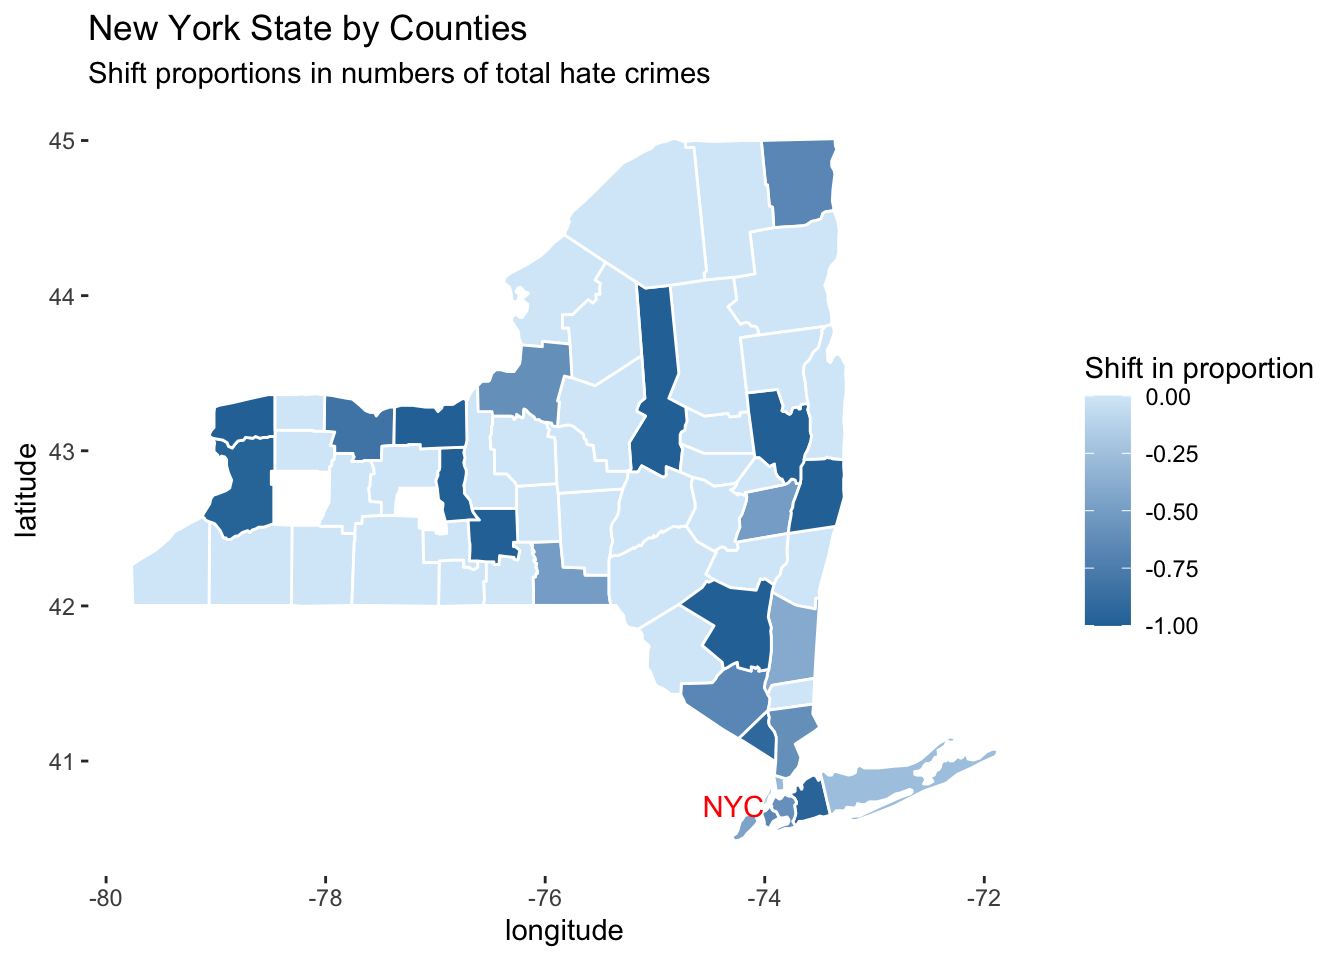 New York State by Counties
Shift proportions in numbers of total hate crimes
45
44
43
42
41
latitude
-80
-78
-76
-74
-72
longitude
NYC
Shift in proportion
0.00
-0.25
-0.50
-0.75
-1.00